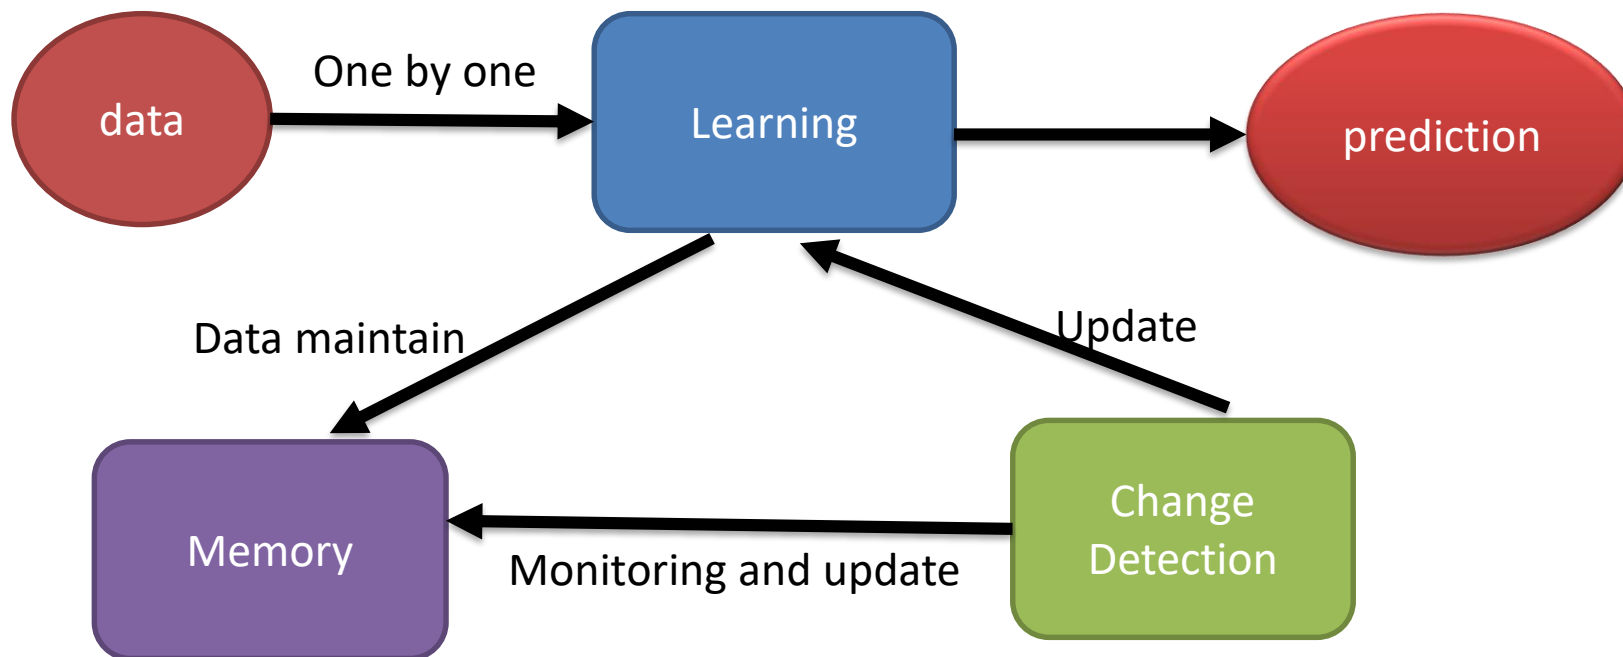 One by one
data
Learning
prediction
Data maintain
Update
Memory
Change
Detection
Monitoring and update